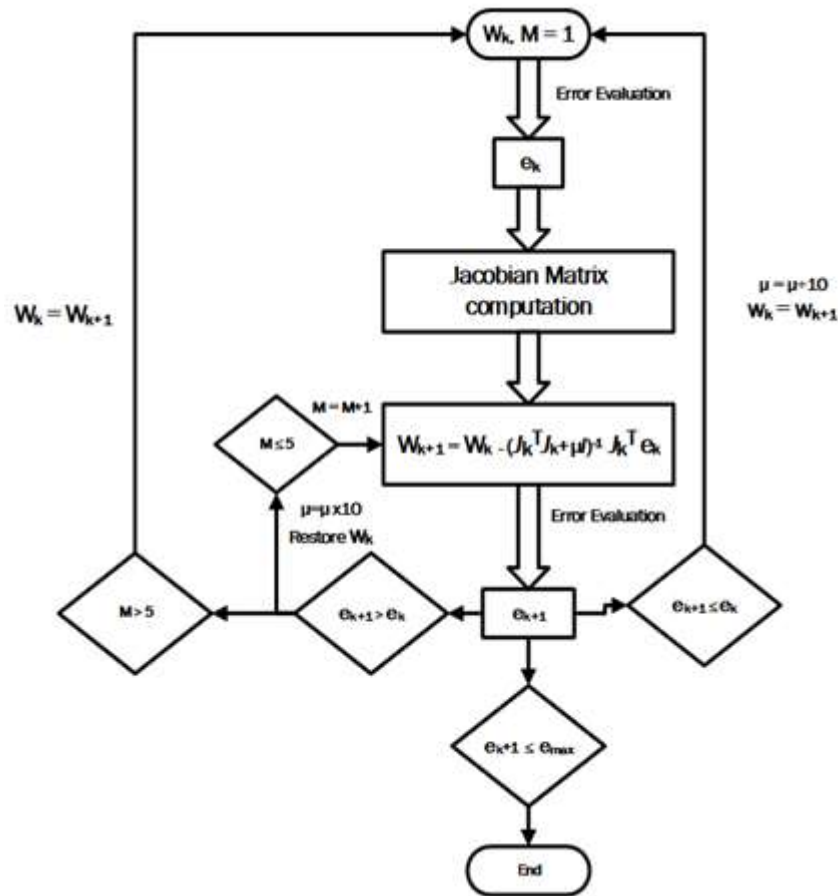 Wₖ, M = 1
Error Evaluation
eₖ
Jacobian Matrix
computation
μ = μ÷10
Wₖ = Wₖ₊₁
Wₖ = Wₖ₊₁
M = M+1
M ≤ 5
Wₖ₊₁ = Wₖ - (Jₖᵀ Jₖ+μI)⁻¹ Jₖᵀ eₖ
μ=μ x10
Restore Wₖ
Error Evaluation
M > 5
eₖ₊₁ > eₖ
eₖ₊₁
eₖ₊₁ ≤ eₖ
eₖ₊₁ ≤ eₘₐₓ
End